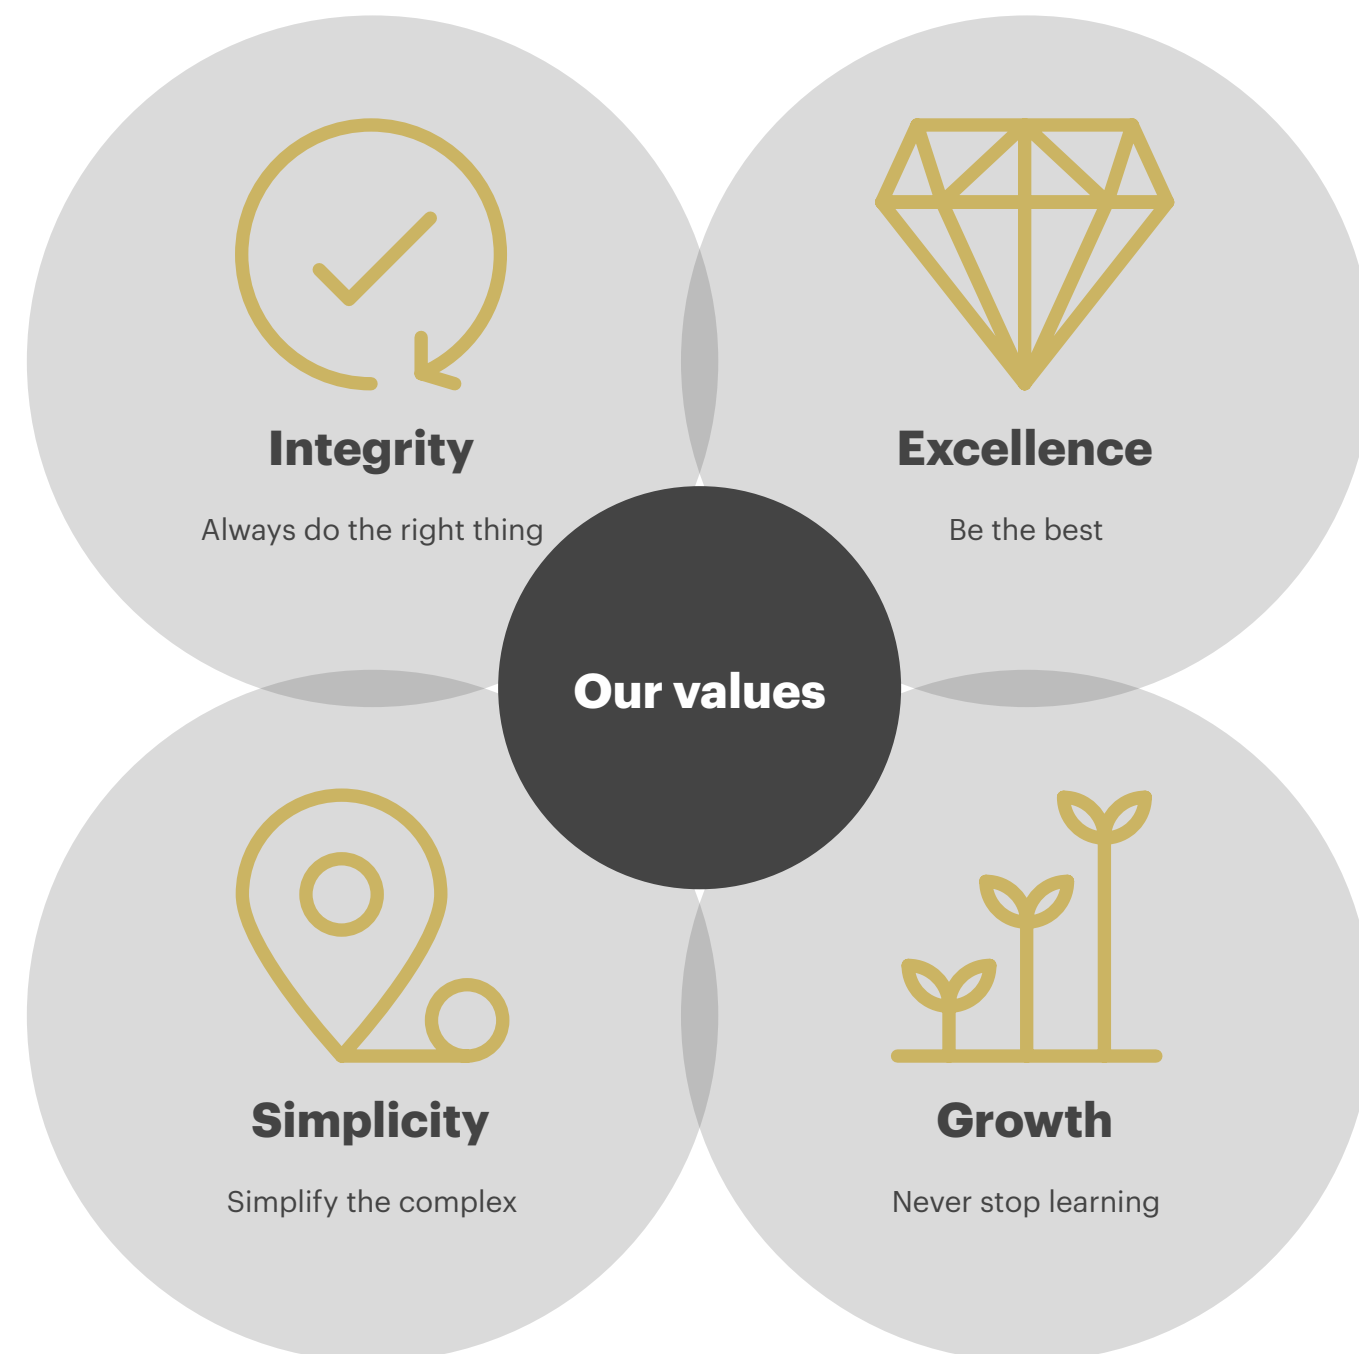 Integrity
Always do the right thing
Excellence
Be the best
Our values
Simplicity
Simplify the complex
Growth
Never stop learning